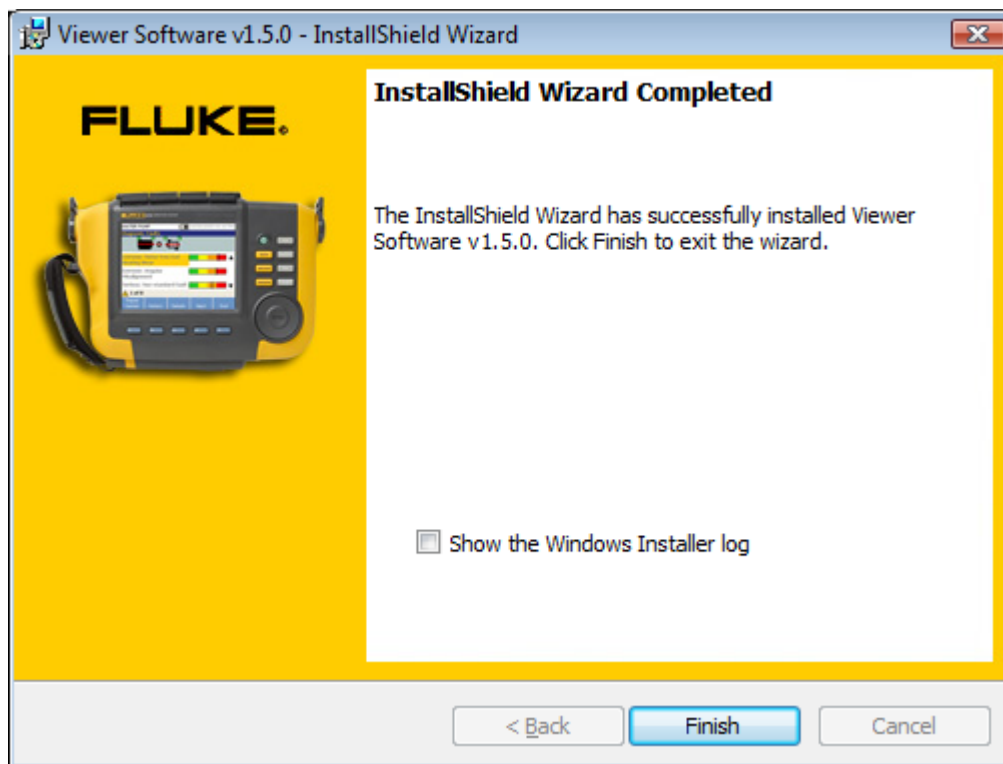 Viewer Software v1.5.0 - InstallShield Wizard
FLUKE®
InstallShield Wizard Completed
The InstallShield Wizard has successfully installed Viewer
Software v1.5.0. Click Finish to exit the wizard.
Show the Windows Installer log
< Back
Finish
Cancel